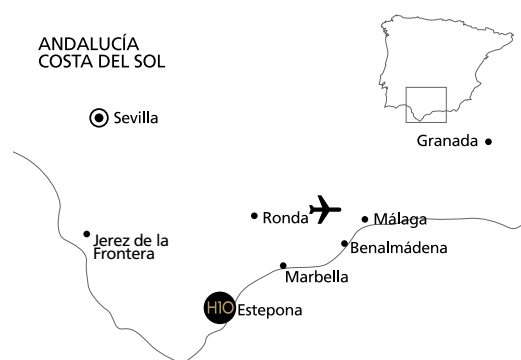 ANDALUCÍA
COSTA DEL SOL
Sevilla
Granada
Ronda
Málaga
Jerez de la
Frontera
Benalmádena
Marbella
H10 Estepona